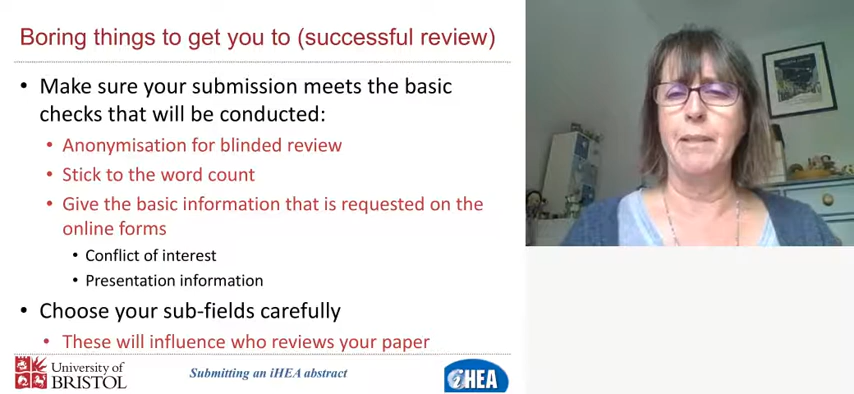 Boring things to get you to (successful review)
• Make sure your submission meets the basic
checks that will be conducted:
• Anonymisation for blinded review
• Stick to the word count
• Give the basic information that is requested on the
online forms
• Conflict of interest
• Presentation information
• Choose your sub-fields carefully
• These will influence who reviews your paper
University of
BRISTOL
Submitting an iHEA abstract
iHEA